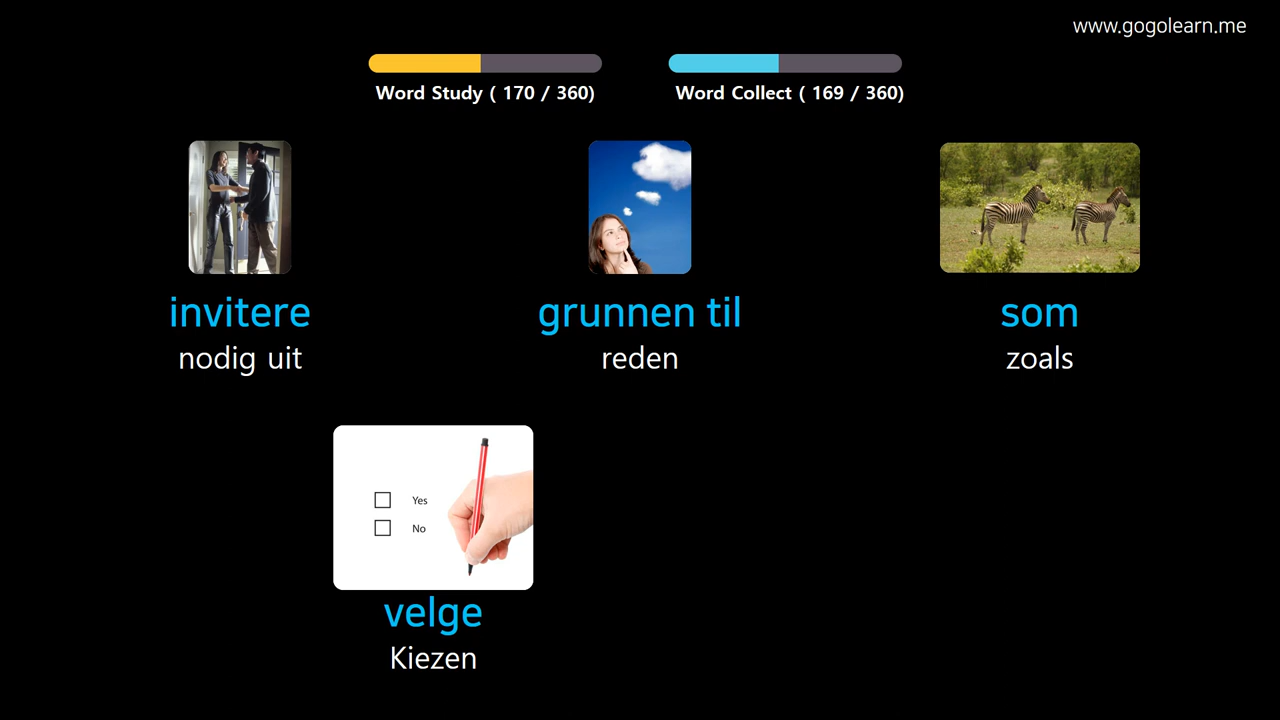 www.gogolearn.me
Word Study ( 170 / 360)
Word Collect ( 169 / 360)
invitere
nodig uit
grunnen til
reden
som
zoals
Yes
No
velge
Kiezen